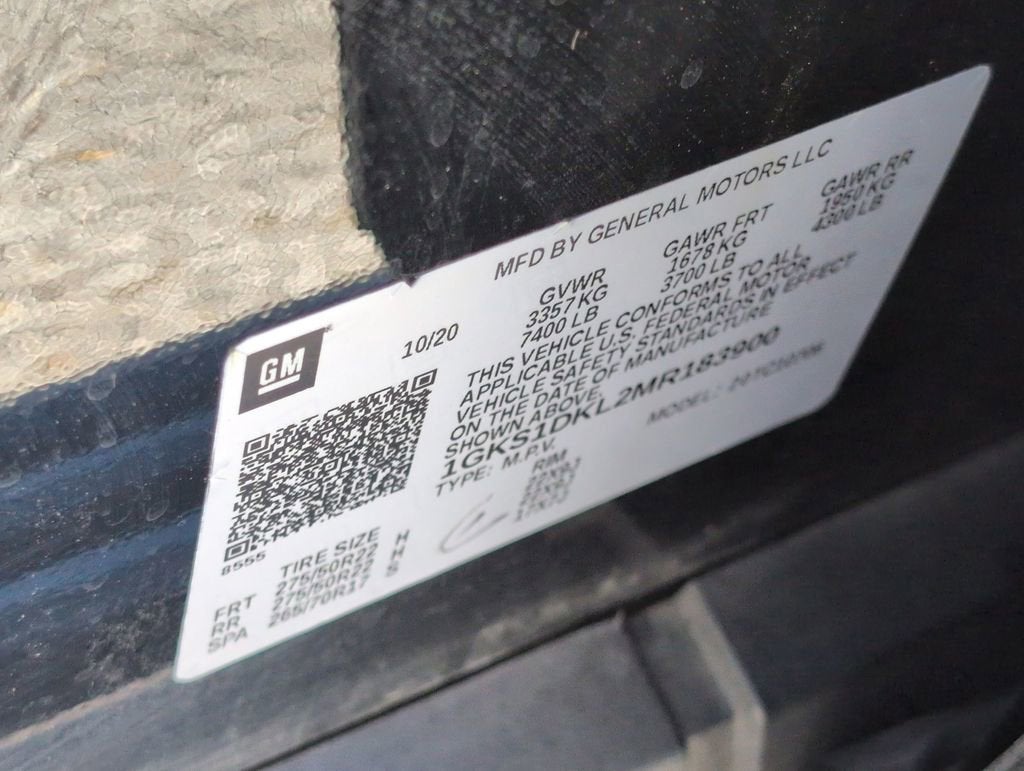 GM
10/20
MFD BY GENERAL MOTORS LLC
GVWR GAWR FRT GAWR RR
3357 KG 1678 KG 1950 KG
7400 LB 3700 LB 4300 LB
THIS VEHICLE CONFORMS TO ALL
APPLICABLE U.S. FEDERAL MOTOR
VEHICLE SAFETY STANDARDS IN EFFECT
ON THE DATE OF MANUFACTURE
SHOWN ABOVE.
1GKS1DKL2MR183900
TYPE: M.P.V. MODEL:
8555
TIRE SIZE RIM
FRT 275/50R22 H
RR 275/50R22 H
SPA 265/70R17 S